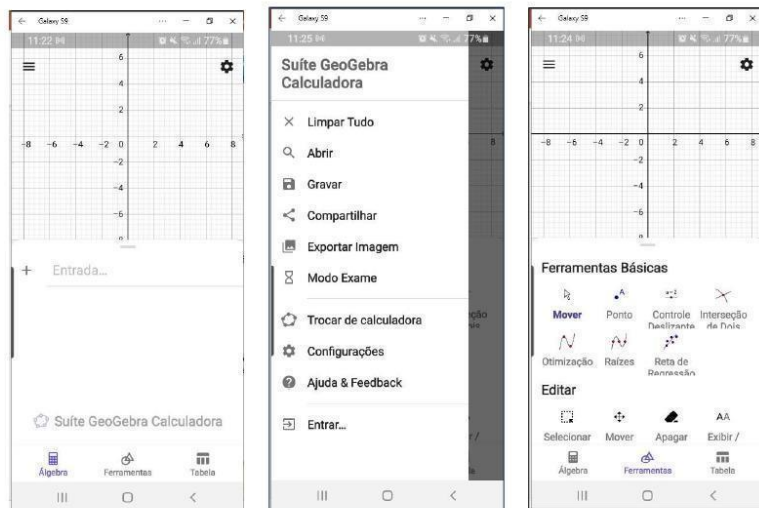 Galaxy S9
11:22
77%
6
4
2
-8 -6 -4 -2 0 2 4 6 8
-2
-4
-6
+ Entrada...
Suíte GeoGebra Calculadora
Álgebra Ferramentas Tabela
Galaxy S9
11:25
77%
Suíte GeoGebra
Calculadora
Limpar Tudo
Abrir
Gravar
Compartilhar
Exportar Imagem
Modo Exame
Trocar de calculadora
Configurações
Ajuda & Feedback
Entrar...
8
Galaxy S9
11:24
77%
6
4
2
-8 -6 -4 -2 0 2 4 6 8
-2
-4
-6
Ferramentas Básicas
A
a=2
Mover Ponto Controle Interseção
Deslizante de Dois
Otimização Raízes Reta de
Regressão
Editar
AA
Selecionar Mover Apagar Exibir /
Álgebra Ferramentas Tabela